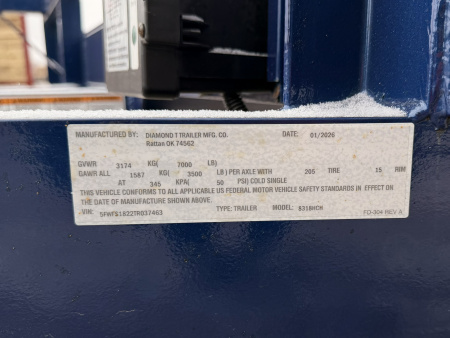 MANUFACTURED BY: DIAMOND T TRAILER MFG. CO. DATE: 01/2026
Rattan OK 74562
GVWR 3174 KG( 7000 LB)
GAWR ALL 1587 KG( 3500 LB) PER AXLE WITH 205 TIRE 15 RIM
AT 345 KPA( 50 PSI) COLD SINGLE
THIS VEHICLE CONFORMS TO ALL APPLICABLE US FEDERAL MOTOR VEHICLE SAFETY STANDARDS IN EFFECT ON
THE DATE OF MANUFACTURE SHOWN ABOVE.
VIN: TYPE: TRAILER MODEL: 8318HCH
FO-304 REV A